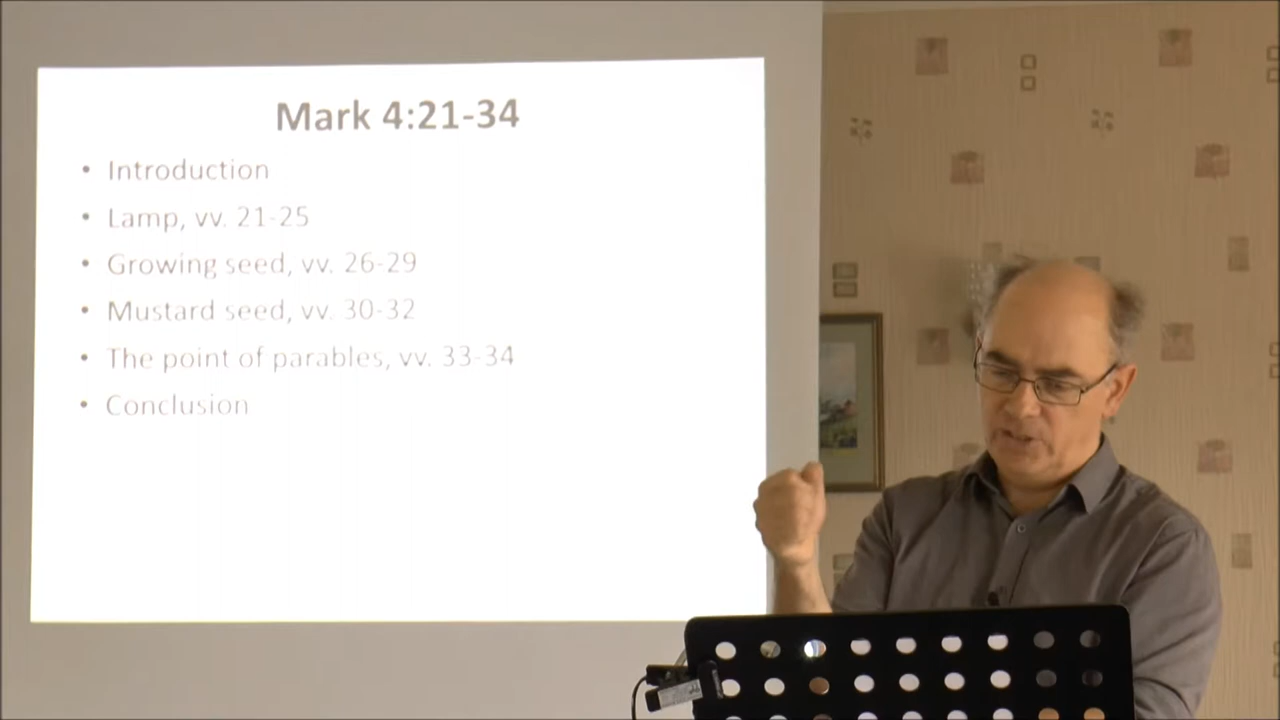 Mark 4:21-34
• Introduction
• Lamp, vv. 21-25
• Growing seed, vv. 26-29
• Mustard seed, vv. 30-32
• The point of parables, vv. 33-34
• Conclusion